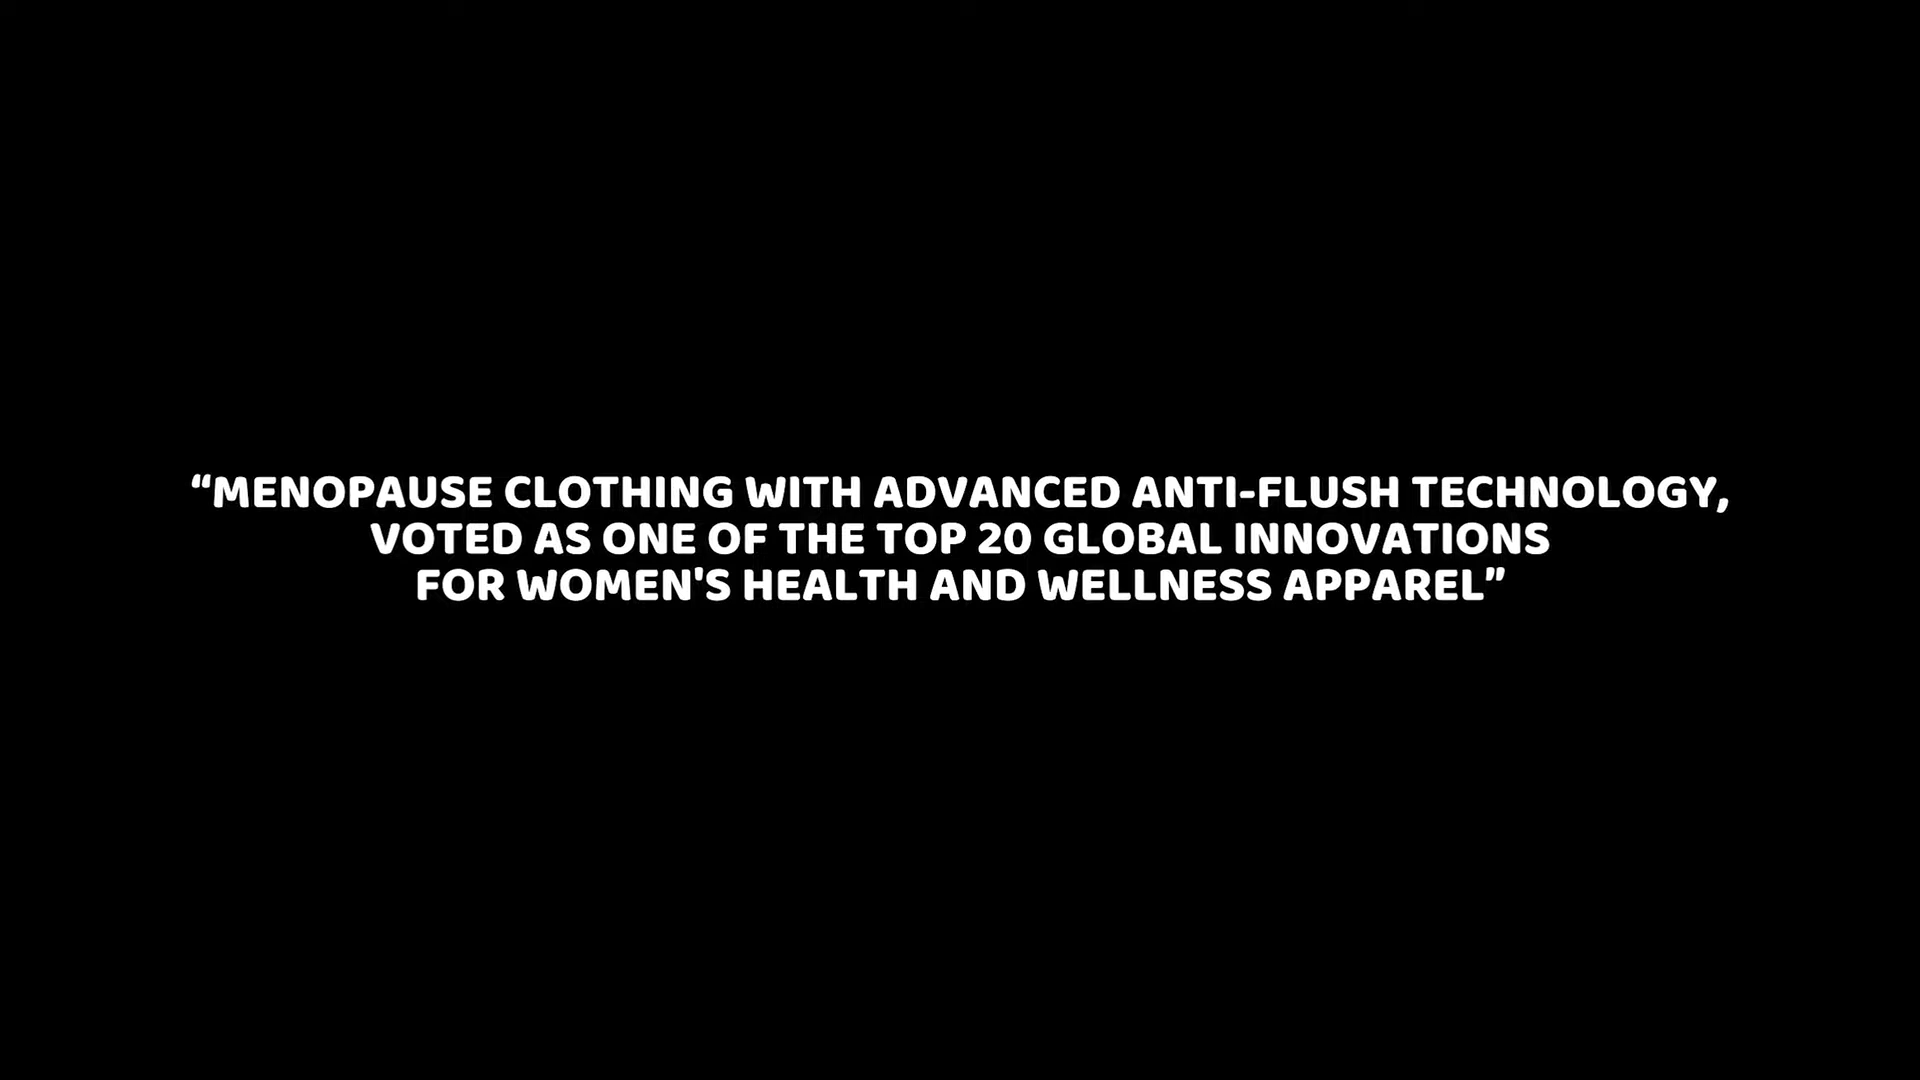 “MENOPAUSE CLOTHING WITH ADVANCED ANTI-FLUSH TECHNOLOGY,
VOTED AS ONE OF THE TOP 20 GLOBAL INNOVATIONS
FOR WOMEN'S HEALTH AND WELLNESS APPAREL”